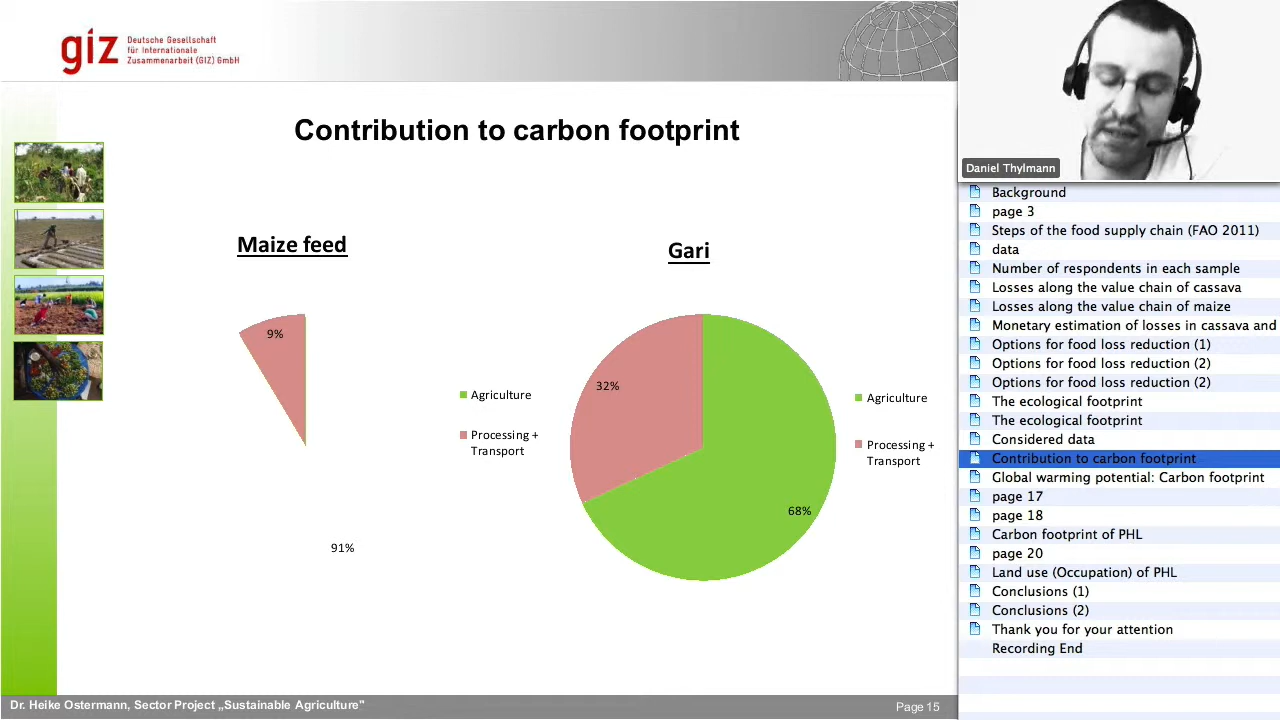 giz
Deutsche Gesellschaft
für Internationale
Zusammenarbeit (GIZ) GmbH
Contribution to carbon footprint
Maize feed
9%
91%
Agriculture
Processing +
Transport
Gari
32%
68%
Agriculture
Processing +
Transport
Dr. Heike Ostermann, Sector Project „Sustainable Agriculture"
Page 15
Daniel Thylmann
Background
page 3
Steps of the food supply chain (FAO 2011)
data
Number of respondents in each sample
Losses along the value chain of cassava
Losses along the value chain of maize
Monetary estimation of losses in cassava and
Options for food loss reduction (1)
Options for food loss reduction (2)
Options for food loss reduction (2)
The ecological footprint
The ecological footprint
Considered data
Contribution to carbon footprint
Global warming potential: Carbon footprint
page 17
page 18
Carbon footprint of PHL
page 20
Land use (Occupation) of PHL
Conclusions (1)
Conclusions (2)
Thank you for your attention
Recording End